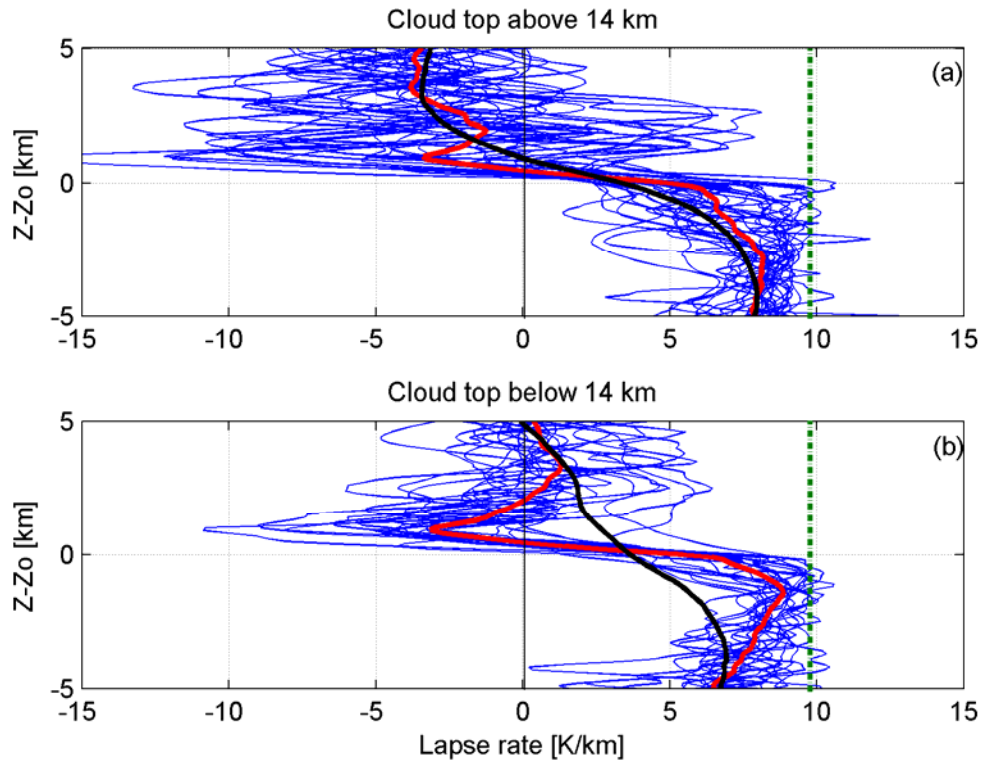 Cloud top above 14 km
5
(a)
Z-Zo [km]
0
-5
-15 -10 -5 0 5 10 15
Cloud top below 14 km
5
(b)
Z-Zo [km]
0
-5
-15 -10 -5 0 5 10 15
Lapse rate [K/km]